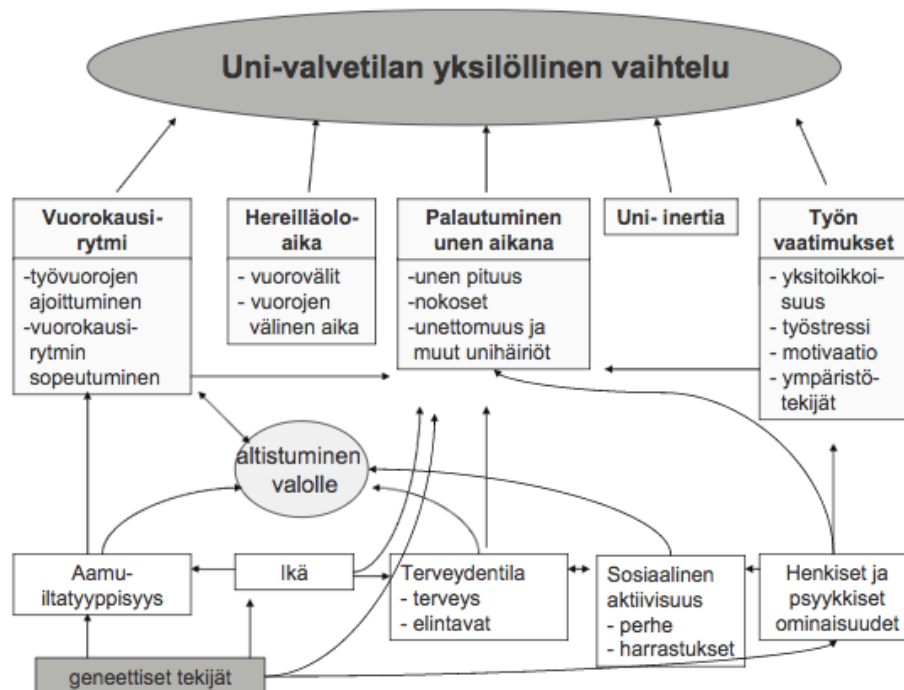 Uni-valvetilan yksilöllinen vaihtelu
Vuorokausi-
rytmi
-työvuorojen
ajoittuminen
-vuorokausi-
rytmin
sopeutuminen
Hereilläolo-
aika
- vuorovälit
- vuorojen
välinen aika
Palautuminen
unen aikana
-unen pituus
-nokoset
-unettomuus ja
muut unihäiriöt
Uni- inertia
Työn
vaatimukset
- yksitoikkoi-
suus
- työstressi
- motivaatio
- ympäristö-
tekijät
altistuminen
valolle
Aamu-
iltatyyppisyys
Ikä
Terveydentila
- terveys
- elintavat
Sosiaalinen
aktiivisuus
- perhe
- harrastukset
Henkiset ja
psyykkiset
ominaisuudet
geneettiset tekijät